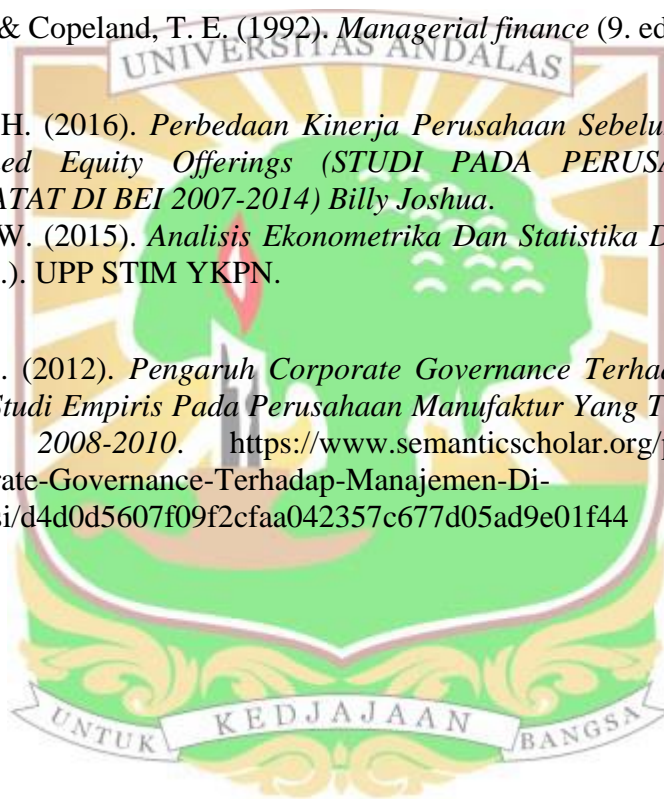 & Copeland, T. E. (1992). Managerial finance (9. ed
UNIVERSITAS ANDALAS
H. (2016). Perbedaan Kinerja Perusahaan Sebelu
ed Equity Offerings (STUDI PADA PERUSA
ATAT DI BEI 2007-2014) Billy Joshua.
W. (2015). Analisis Ekonometrika Dan Statistika D
.). UPP STIM YKPN.
. (2012). Pengaruh Corporate Governance Terhad
Studi Empiris Pada Perusahaan Manufaktur Yang T
2008-2010. https://www.semanticscholar.org/p
rate-Governance-Terhadap-Manajemen-Di-
si/d4d0d5607f09f2cfaa042357c677d05ad9e01f44
UNTUK KEDJAJAAN BANGSA